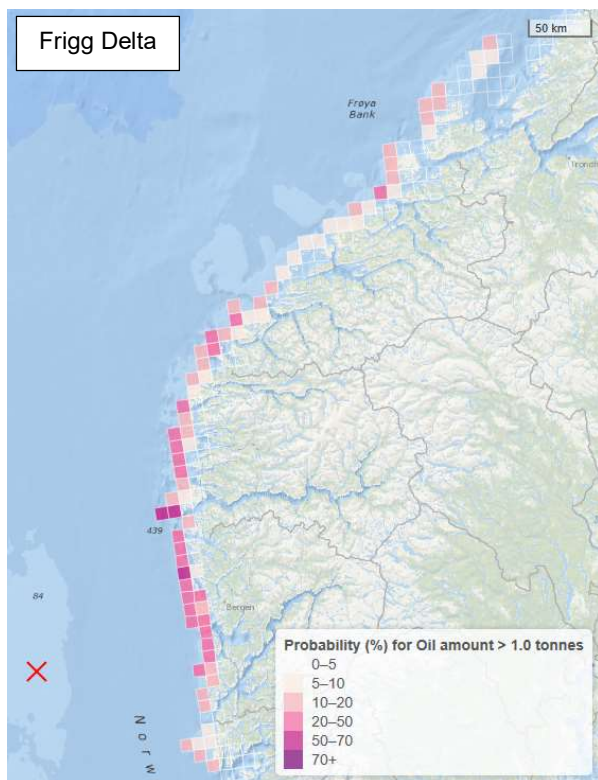 Frigg Delta
50 km
Frøya
Bank
Trondh
439
84
Bergen
Norw
Probability (%) for Oil amount > 1.0 tonnes
0–5
5–10
10–20
20–50
50–70
70+